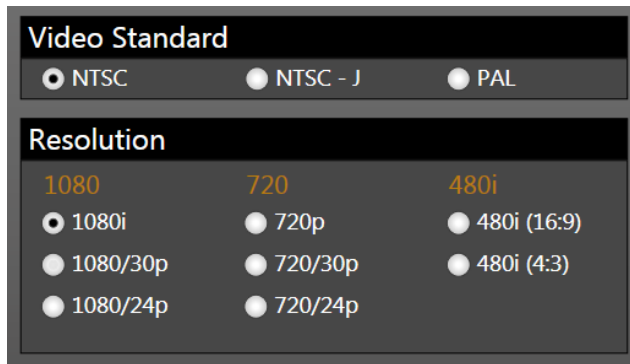 Video Standard
NTSC NTSC - J PAL
Resolution
1080 720 480i
1080i 720p 480i (16:9)
1080/30p 720/30p 480i (4:3)
1080/24p 720/24p